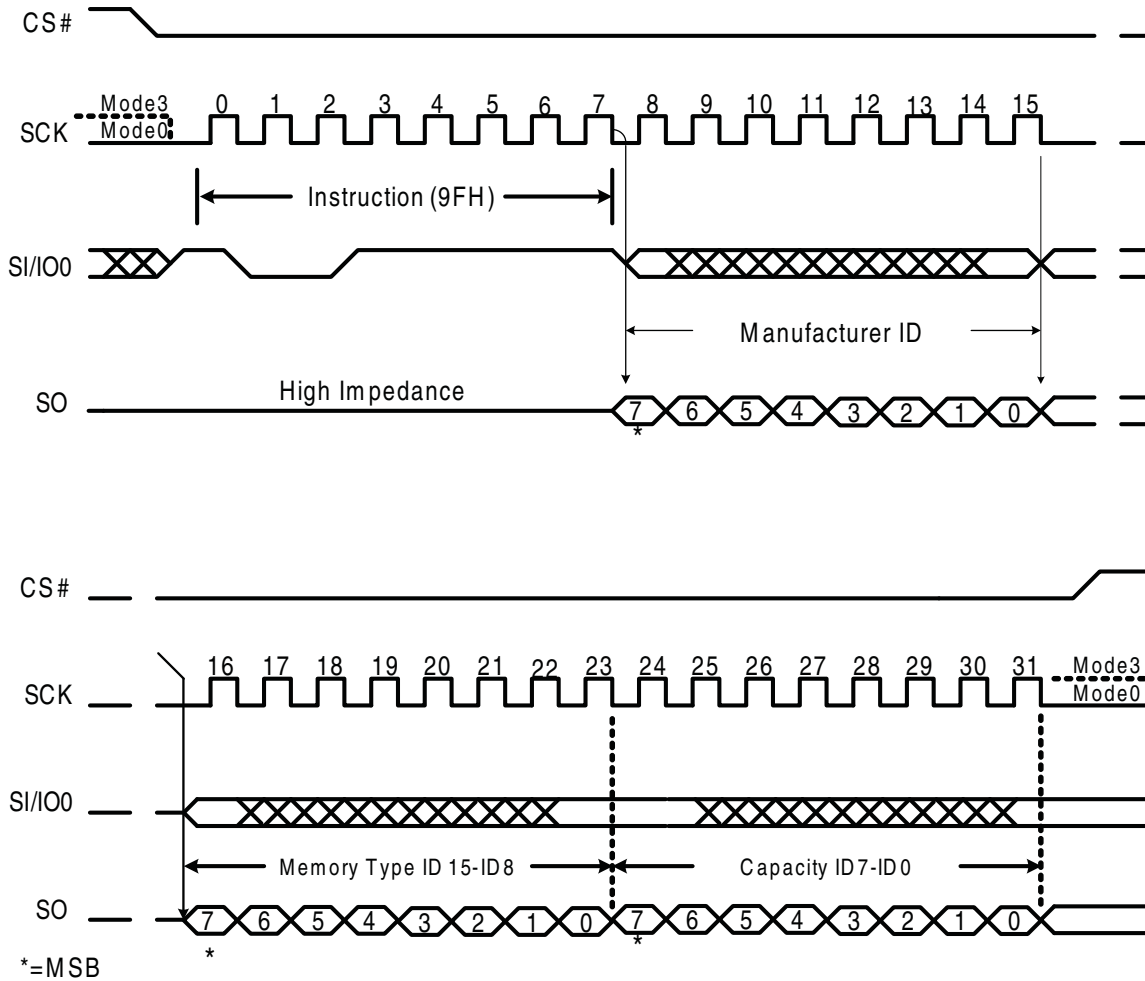 CS#
Mode3
SCK
Mode0
0 1 2 3 4 5 6 7 8 9 10 11 12 13 14 15
Instruction (9FH)
SI/IO0
Manufacturer ID
High Impedance
SO
7 6 5 4 3 2 1 0
*
CS#
16 17 18 19 20 21 22 23 24 25 26 27 28 29 30 31
Mode3
SCK
Mode0
SI/IO0
Memory Type ID 15-ID8
Capacity ID7-ID0
SO
7 6 5 4 3 2 1 0 7 6 5 4 3 2 1 0
* *
*=MSB